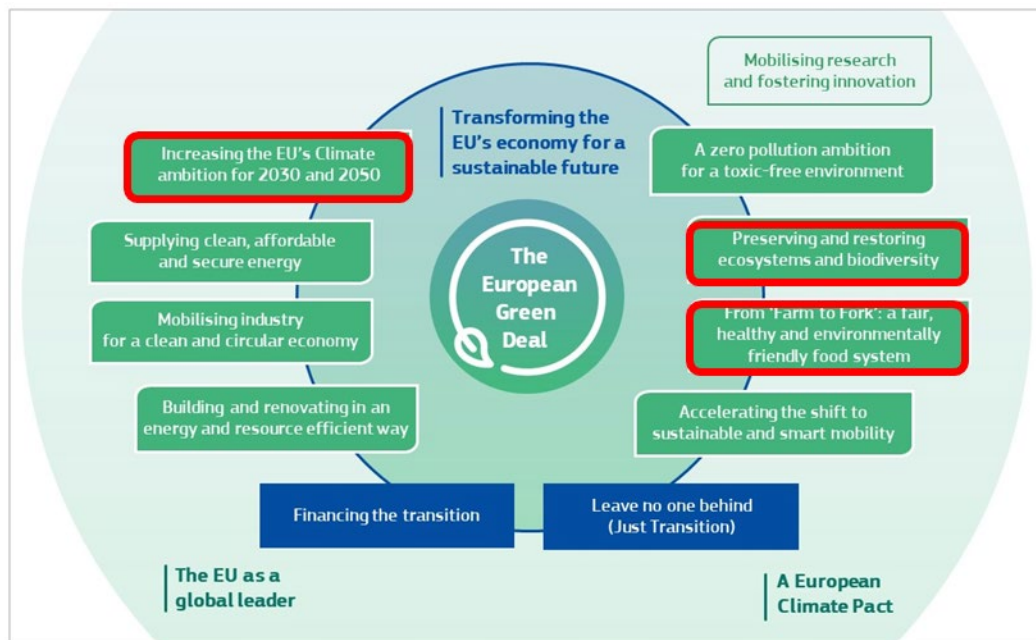 Mobilising research
and fostering innovation
Transforming the
EU's economy for a
sustainable future
Increasing the EU's Climate
ambition for 2030 and 2050
A zero pollution ambition
for a toxic-free environment
Supplying clean, affordable
and secure energy
Preserving and restoring
ecosystems and biodiversity
The
European
Green
Deal
Mobilising industry
for a clean and circular economy
From 'Farm to Fork': a fair,
healthy and environmentally
friendly food system
Building and renovating in an
energy and resource efficient way
Accelerating the shift to
sustainable and smart mobility
Financing the transition
Leave no one behind
(Just Transition)
The EU as a
global leader
A European
Climate Pact